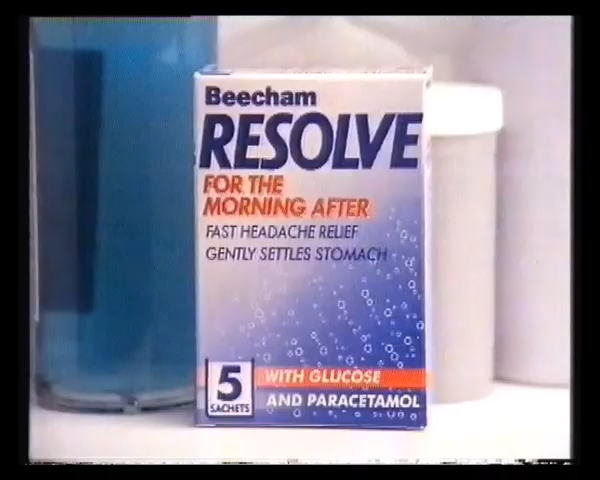 Beecham
RESOLVE
FOR THE
MORNING AFTER
FAST HEADACHE RELIEF
GENTLY SETTLES STOMACH
5
SACHETS
WITH GLUCOSE
AND PARACETAMOL